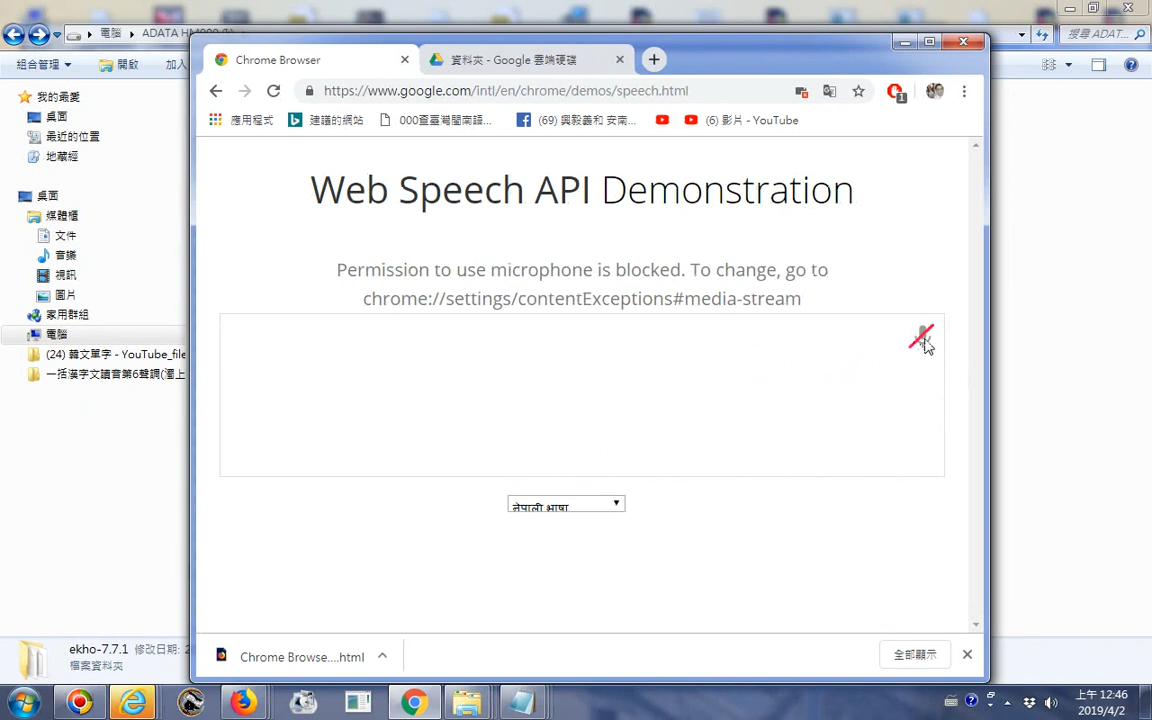 電腦 ▸ ADATA HM900 (I:)
搜尋 ADAT...
組合管理 ▼
開啟
加入
我的最愛
桌面
最近的位置
地藏經
桌面
媒體櫃
文件
音樂
視訊
圖片
家用群組
電腦
(24) 韓文單字 - YouTube_file
一括漢字文讀音第6聲調(濁上
Chrome Browser
資料夾 - Google 雲端硬碟
https://www.google.com/intl/en/chrome/demos/speech.html
1
應用程式
建議的網站
000查臺灣閩南語...
(69) 興毅義和 安南...
(6) 影片 - YouTube
Web Speech API Demonstration
Permission to use microphone is blocked. To change, go to
chrome://settings/contentExceptions#media-stream
नेपाली भाषा
Chrome Browse....html
全部顯示
ekho-7.7.1 修改日期: 2
檔案資料夾
上午 12:46
2019/4/2